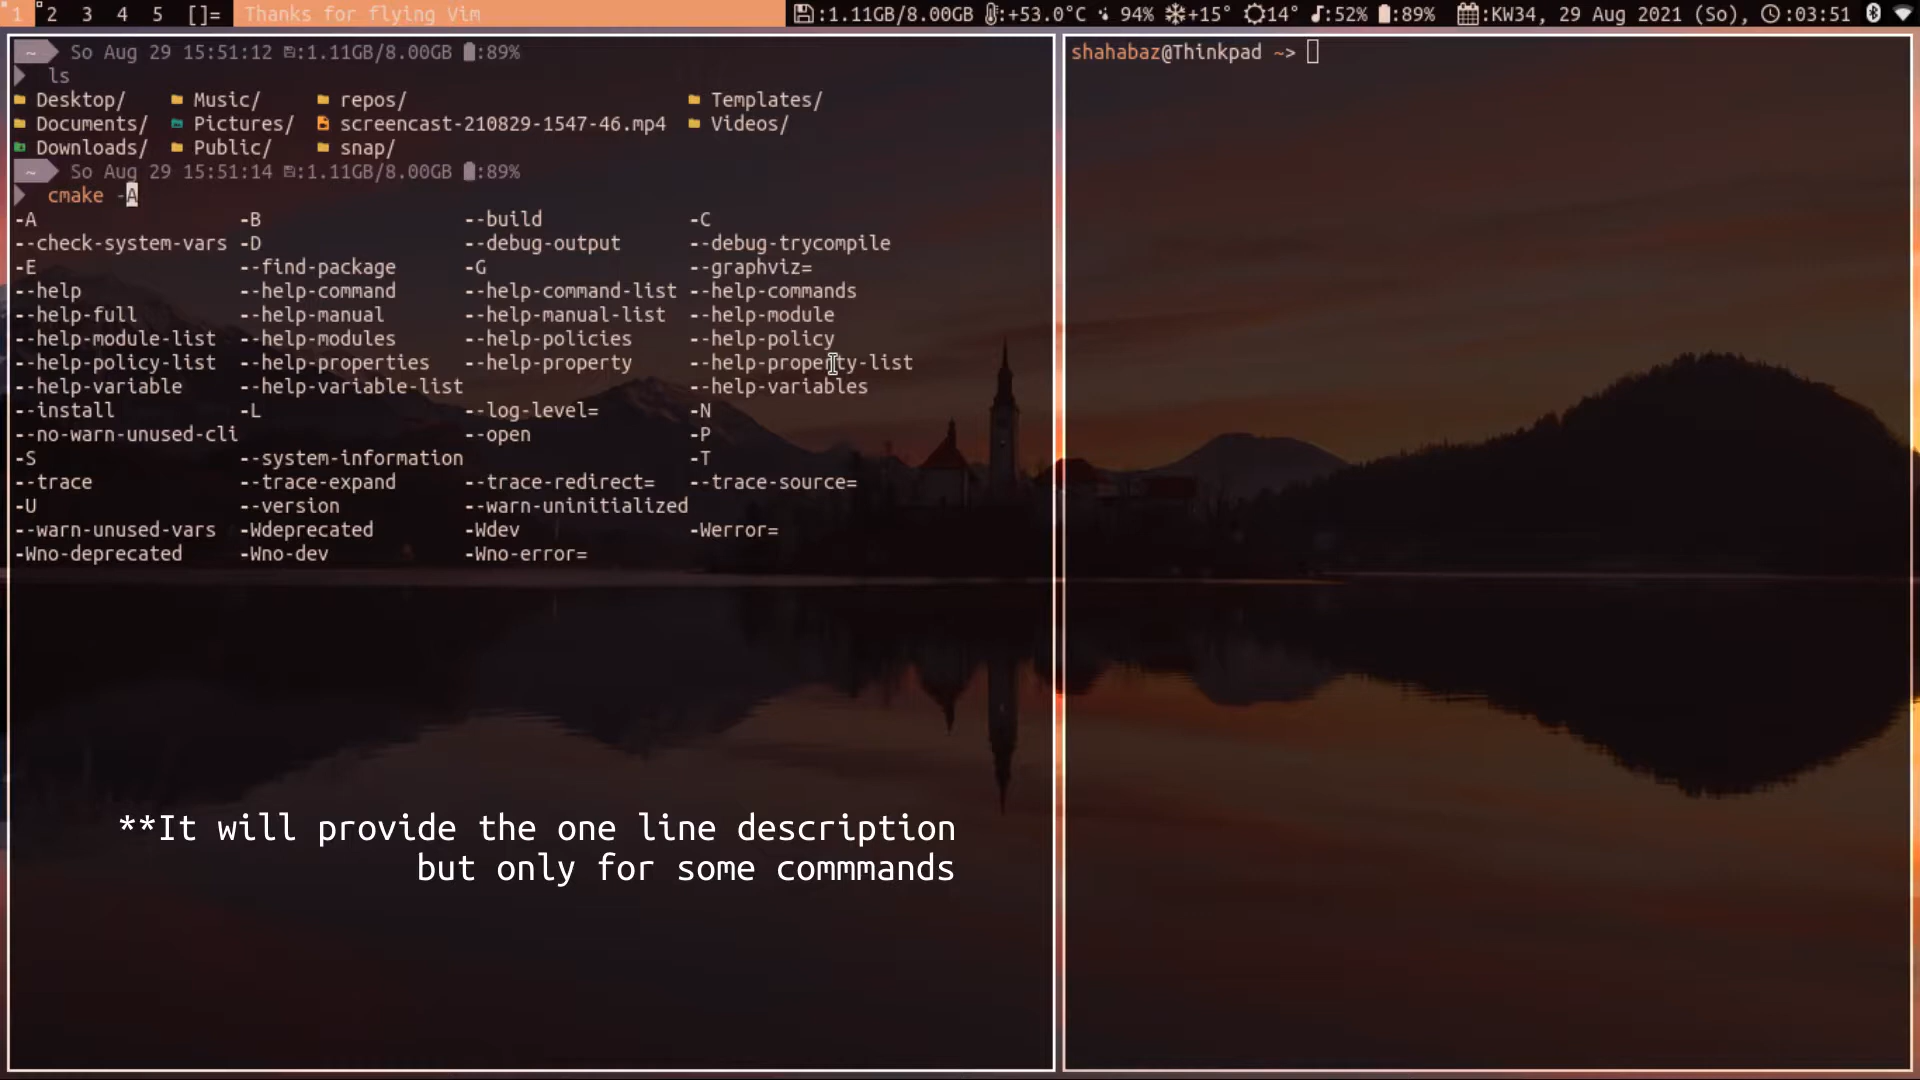 1 2 3 4 5 []= Thanks for flying Vim :1.11GB/8.00GB :+53.0°C 94% +15° 14° :52% :89% :KW34, 29 Aug 2021 (So), :03:51
~ So Aug 29 15:51:12 :1.11GB/8.00GB :89%
ls
Desktop/ Music/ repos/ Templates/
Documents/ Pictures/ screencast-210829-1547-46.mp4 Videos/
Downloads/ Public/ snap/
~ So Aug 29 15:51:14 :1.11GB/8.00GB :89%
cmake -A
-A -B --build -C
--check-system-vars -D --debug-output --debug-trycompile
-E --find-package -G --graphviz=
--help --help-command --help-command-list --help-commands
--help-full --help-manual --help-manual-list --help-module
--help-module-list --help-modules --help-policies --help-policy
--help-policy-list --help-properties --help-property --help-property-list
--help-variable --help-variable-list --help-variables
--install -L --log-level= -N
--no-warn-unused-cli --open -P
-S --system-information -T
--trace --trace-expand --trace-redirect= --trace-source=
-U --version --warn-uninitialized
--warn-unused-vars -Wdeprecated -Wdev -Werror=
-Wno-deprecated -Wno-dev -Wno-error=
**It will provide the one line description
but only for some commmands
shahabaz@Thinkpad ~>